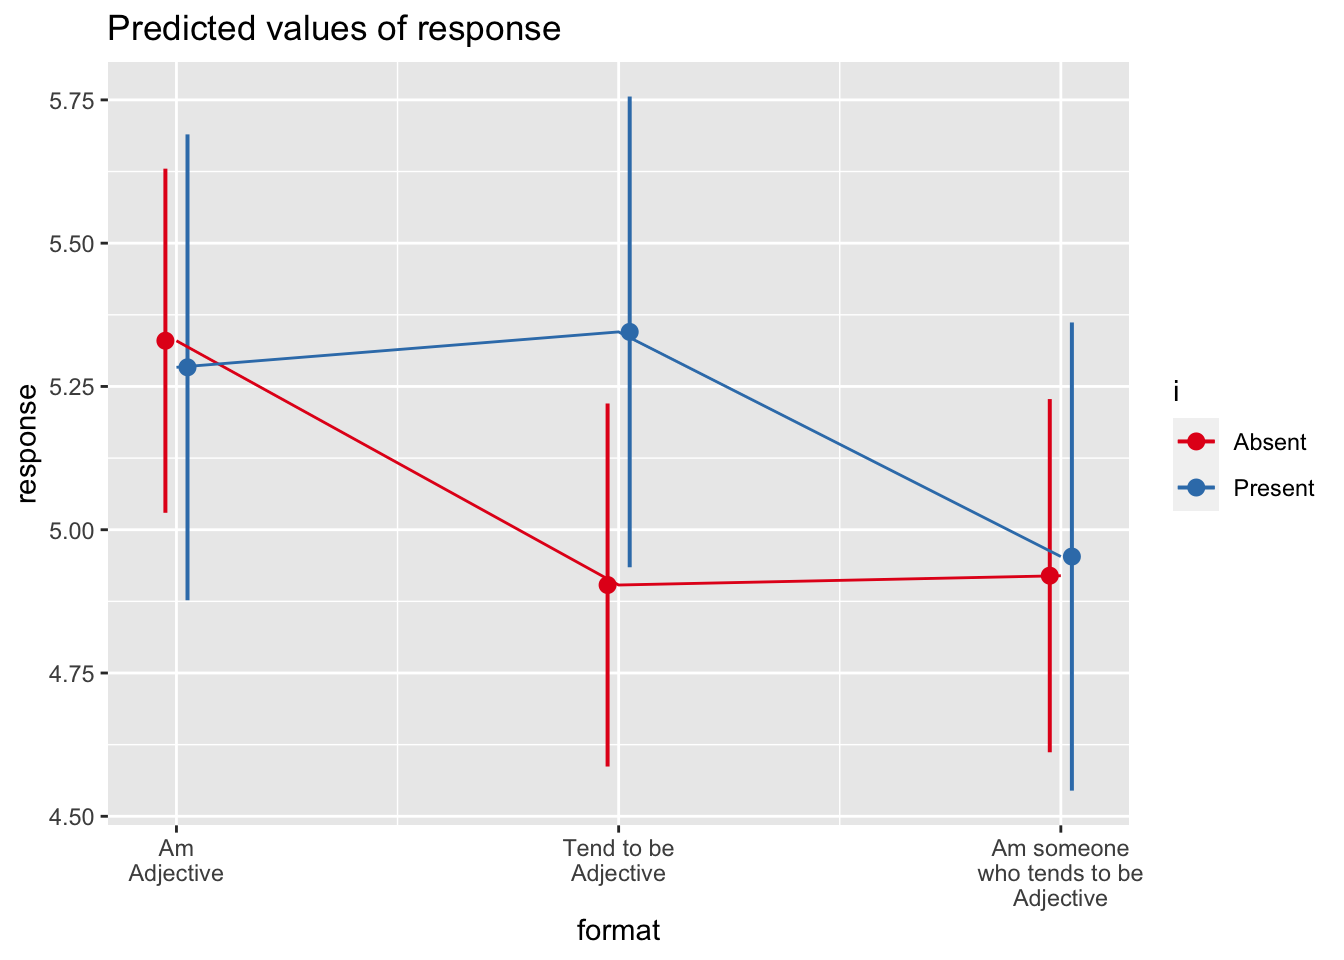 Predicted values of response
5.75
5.50
5.25
5.00
4.75
4.50
response
Am
Adjective
Tend to be
Adjective
Am someone
who tends to be
Adjective
format
i
Absent
Present